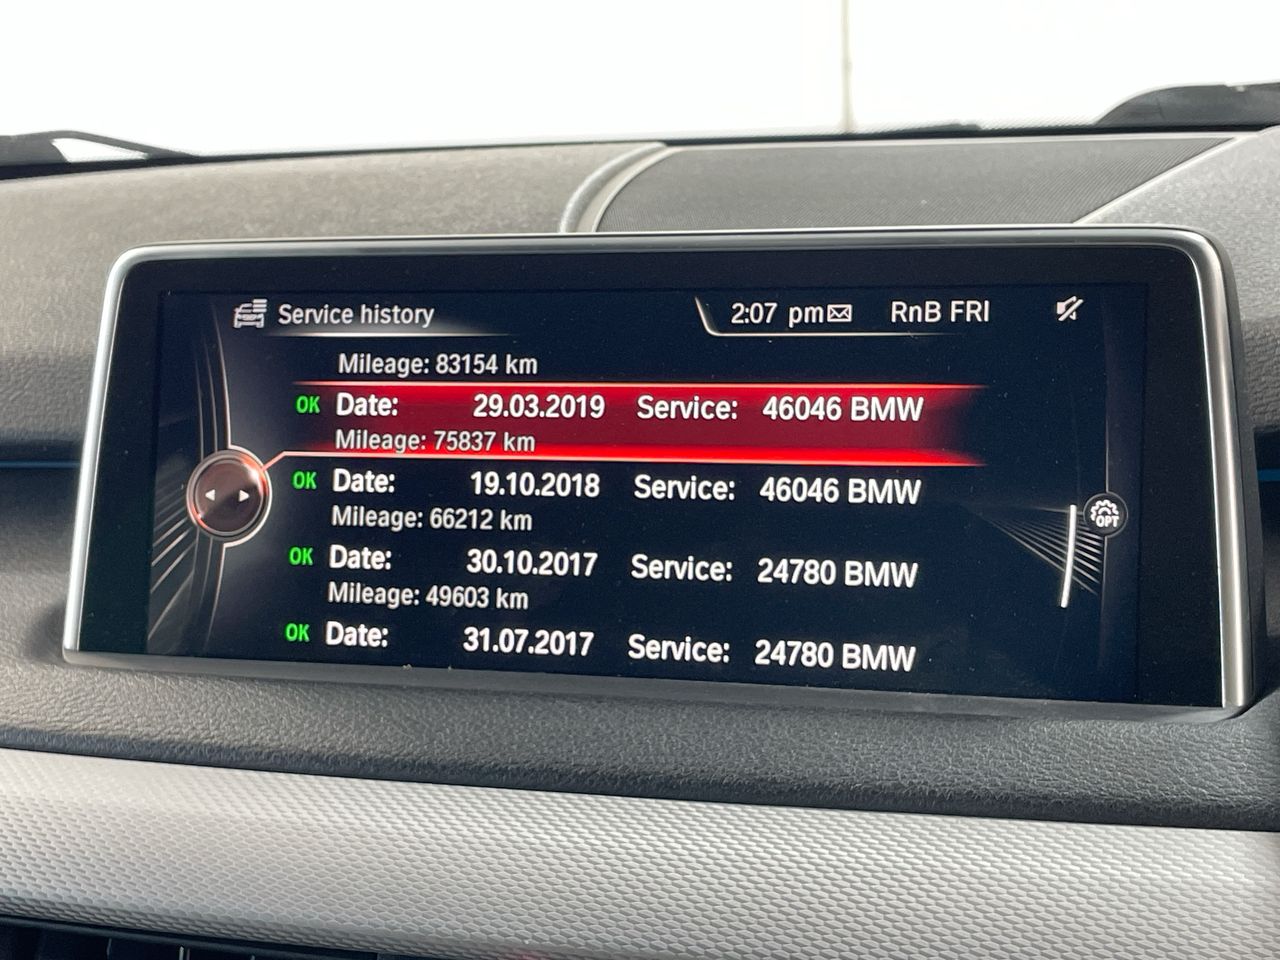 Service history 2:07 pm RnB FRI
Mileage: 83154 km
OK Date: 29.03.2019 Service: 46046 BMW
Mileage: 75837 km
OK Date: 19.10.2018 Service: 46046 BMW
Mileage: 66212 km
OK Date: 30.10.2017 Service: 24780 BMW
Mileage: 49603 km
OK Date: 31.07.2017 Service: 24780 BMW
OPT